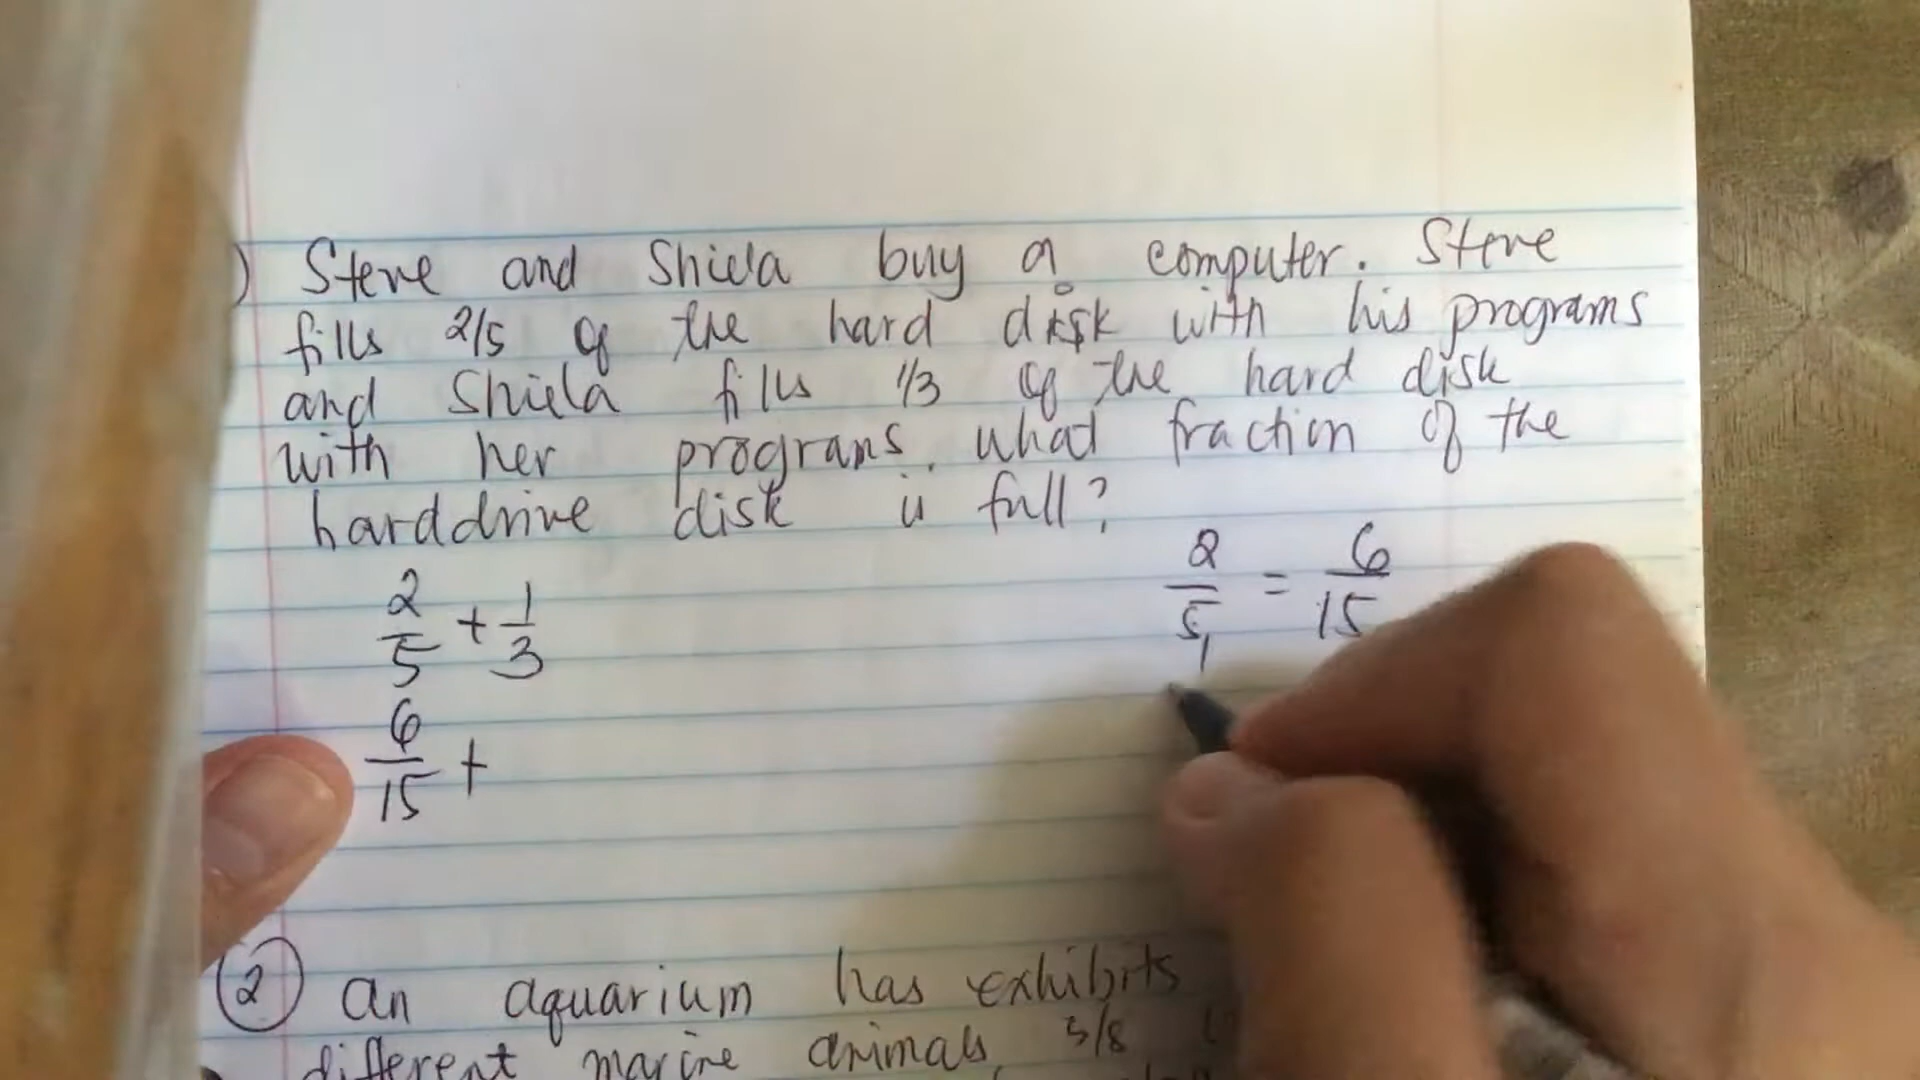 ) Steve and Shiela buy a computer. Steve
fills 2/5 of the hard disk with his programs
and Shiela fills 1/3 of the hard disk
with her programs. what fraction of the
harddrive disk is full?
2/5 + 1/3
2/5 = 6/15
6/15 +
1
② an aquarium has exhibits
different marine animals 3/8